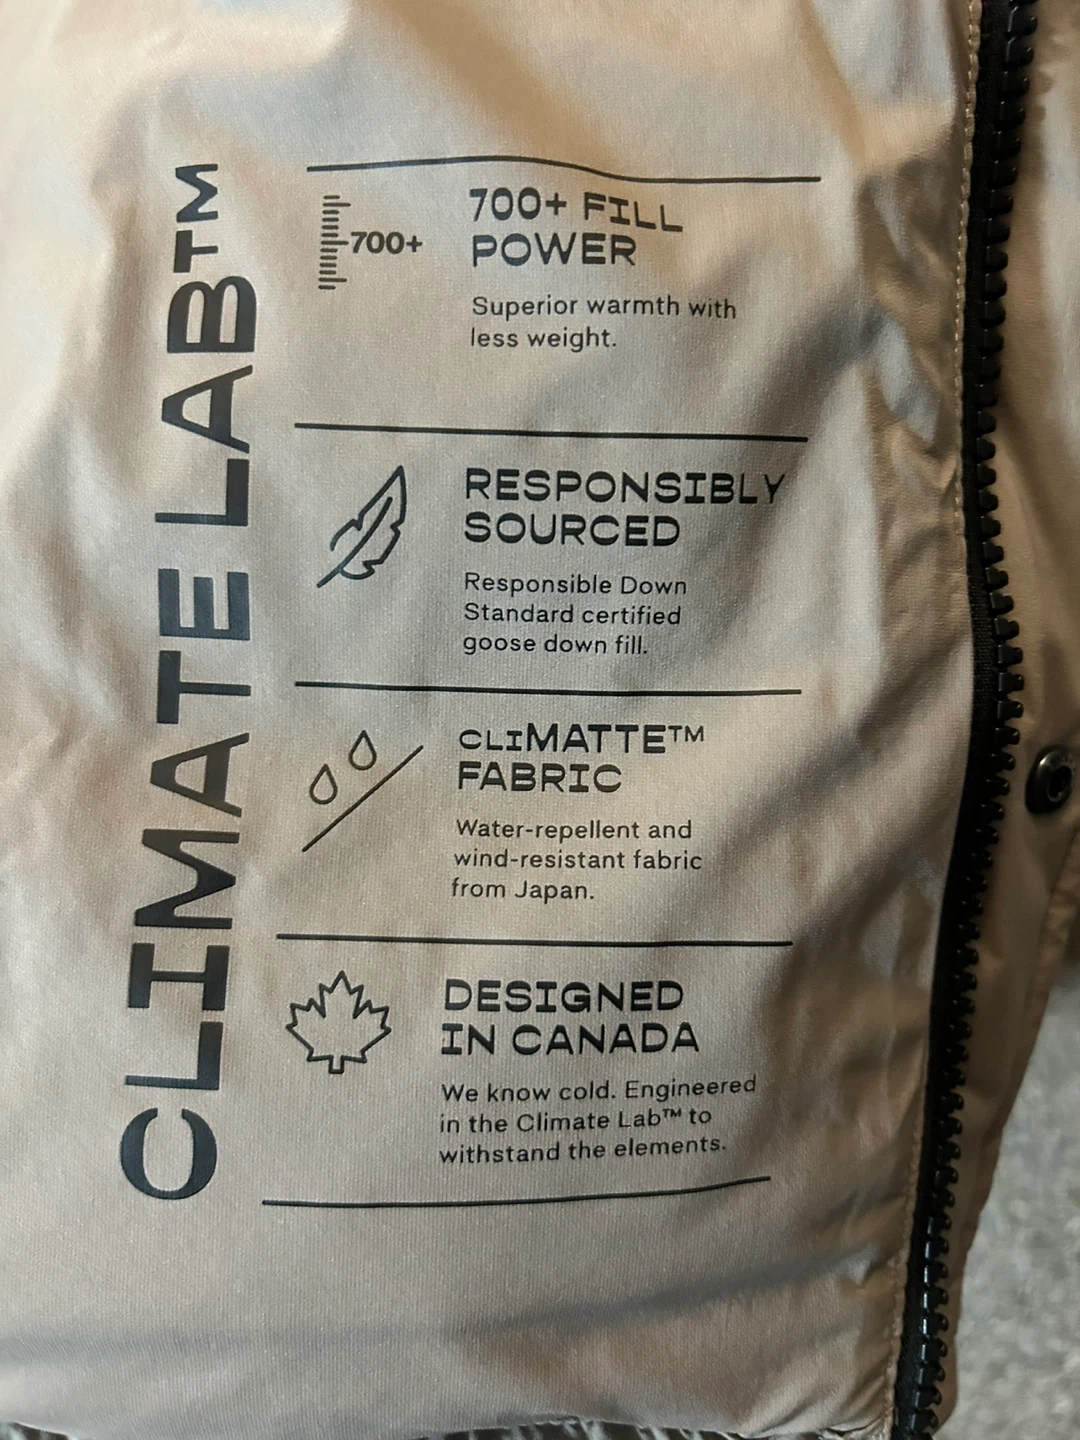 CLIMATE LAB™
700+
700+ FILL
POWER
Superior warmth with
less weight.
RESPONSIBLY
SOURCED
Responsible Down
Standard certified
goose down fill.
CLIMATTE™
FABRIC
Water-repellent and
wind-resistant fabric
from Japan.
DESIGNED
IN CANADA
We know cold. Engineered
in the Climate Lab™ to
withstand the elements.